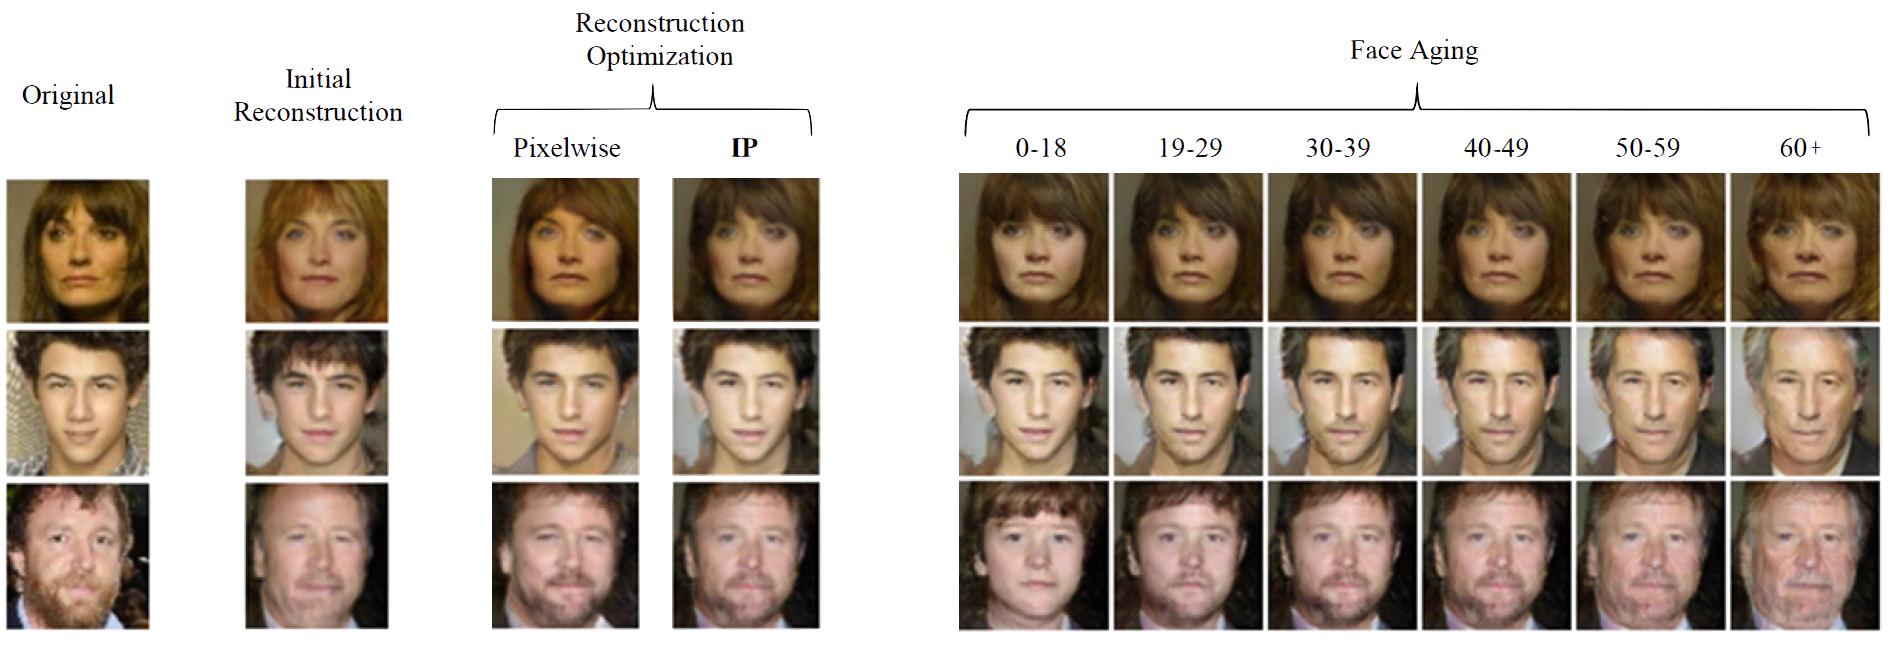 Original
Initial
Reconstruction
Reconstruction
Optimization
Pixelwise
IP
Face Aging
0-18
19-29
30-39
40-49
50-59
60+